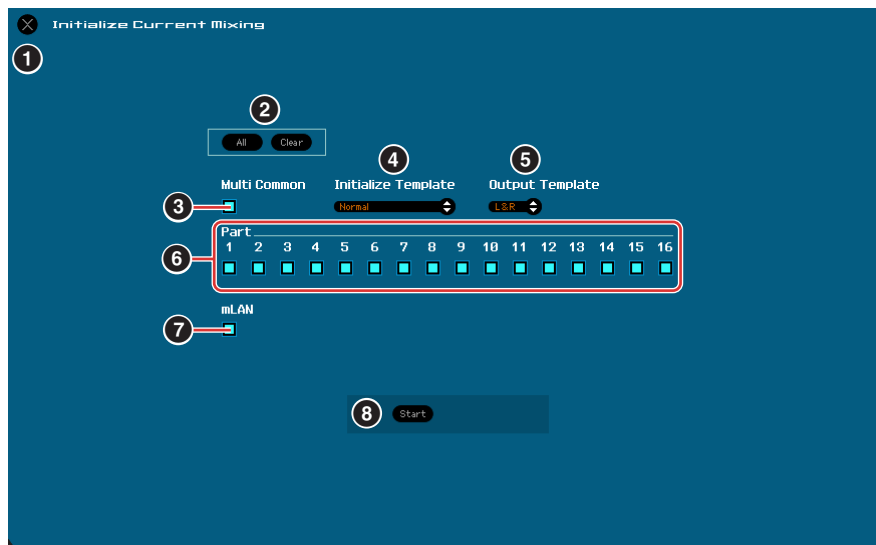 Initialize Current Mixing
1
2
All Clear
4 5
Multi Common Initialize Template Output Template
3 Normal L&R
Part
1 2 3 4 5 6 7 8 9 10 11 12 13 14 15 16
6
mLAN
7
8 Start